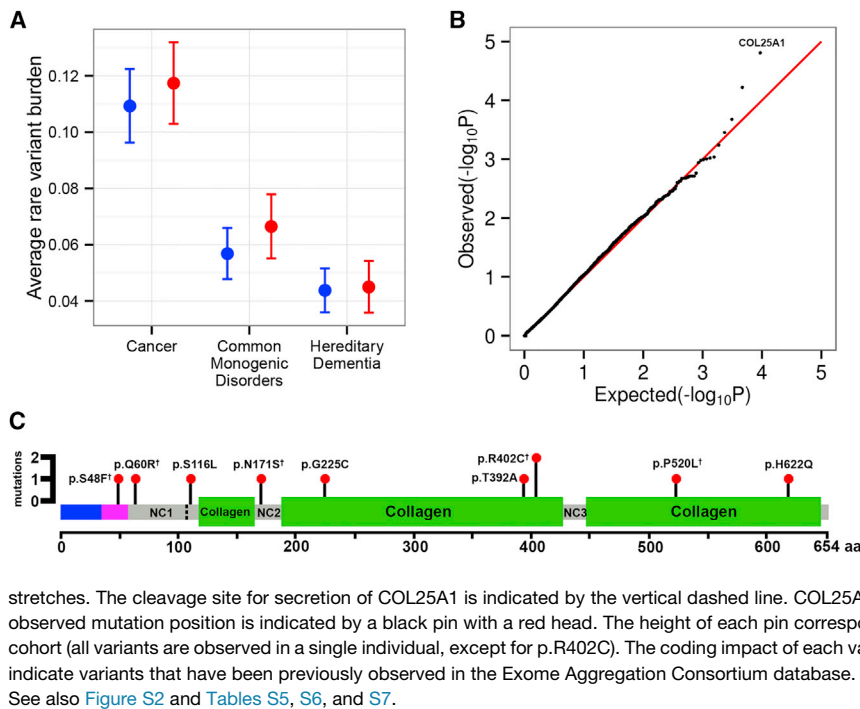 A
Average rare variant burden
0.12
0.10
0.08
0.06
0.04
Cancer
Common
Monogenic
Disorders
Hereditary
Dementia
B
COL25A1
Observed(-log10P)
5
4
3
2
1
0
0 1 2 3 4 5
Expected(-log10P)
C
mutations
2
1
0
p.S48F†
p.Q60R†
p.S116L
p.N171S†
p.G225C
p.R402C†
p.T392A
p.P520L†
p.H622Q
NC1
Collagen
NC2
Collagen
NC3
Collagen
0 100 200 300 400 500 600 654 aa
stretches. The cleavage site for secretion of COL25A1 is indicated by the vertical dashed line. COL25A
observed mutation position is indicated by a black pin with a red head. The height of each pin correspo
cohort (all variants are observed in a single individual, except for p.R402C). The coding impact of each va
indicate variants that have been previously observed in the Exome Aggregation Consortium database.
See also Figure S2 and Tables S5, S6, and S7.